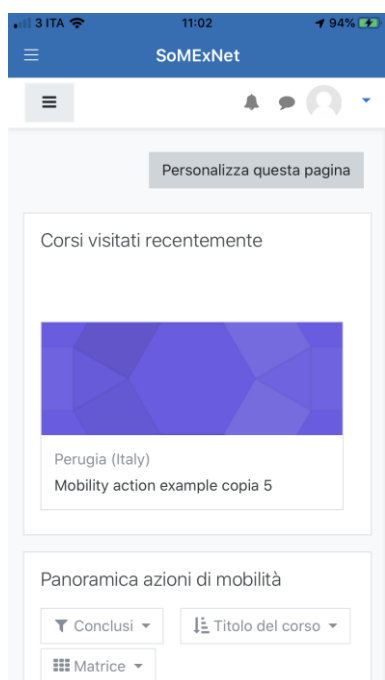 3 ITA 11:02 94%
SoMExNet
Personalizza questa pagina
Corsi visitati recentemente
Perugia (Italy)
Mobility action example copia 5
Panoramica azioni di mobilità
Conclusi Titolo del corso
Matrice